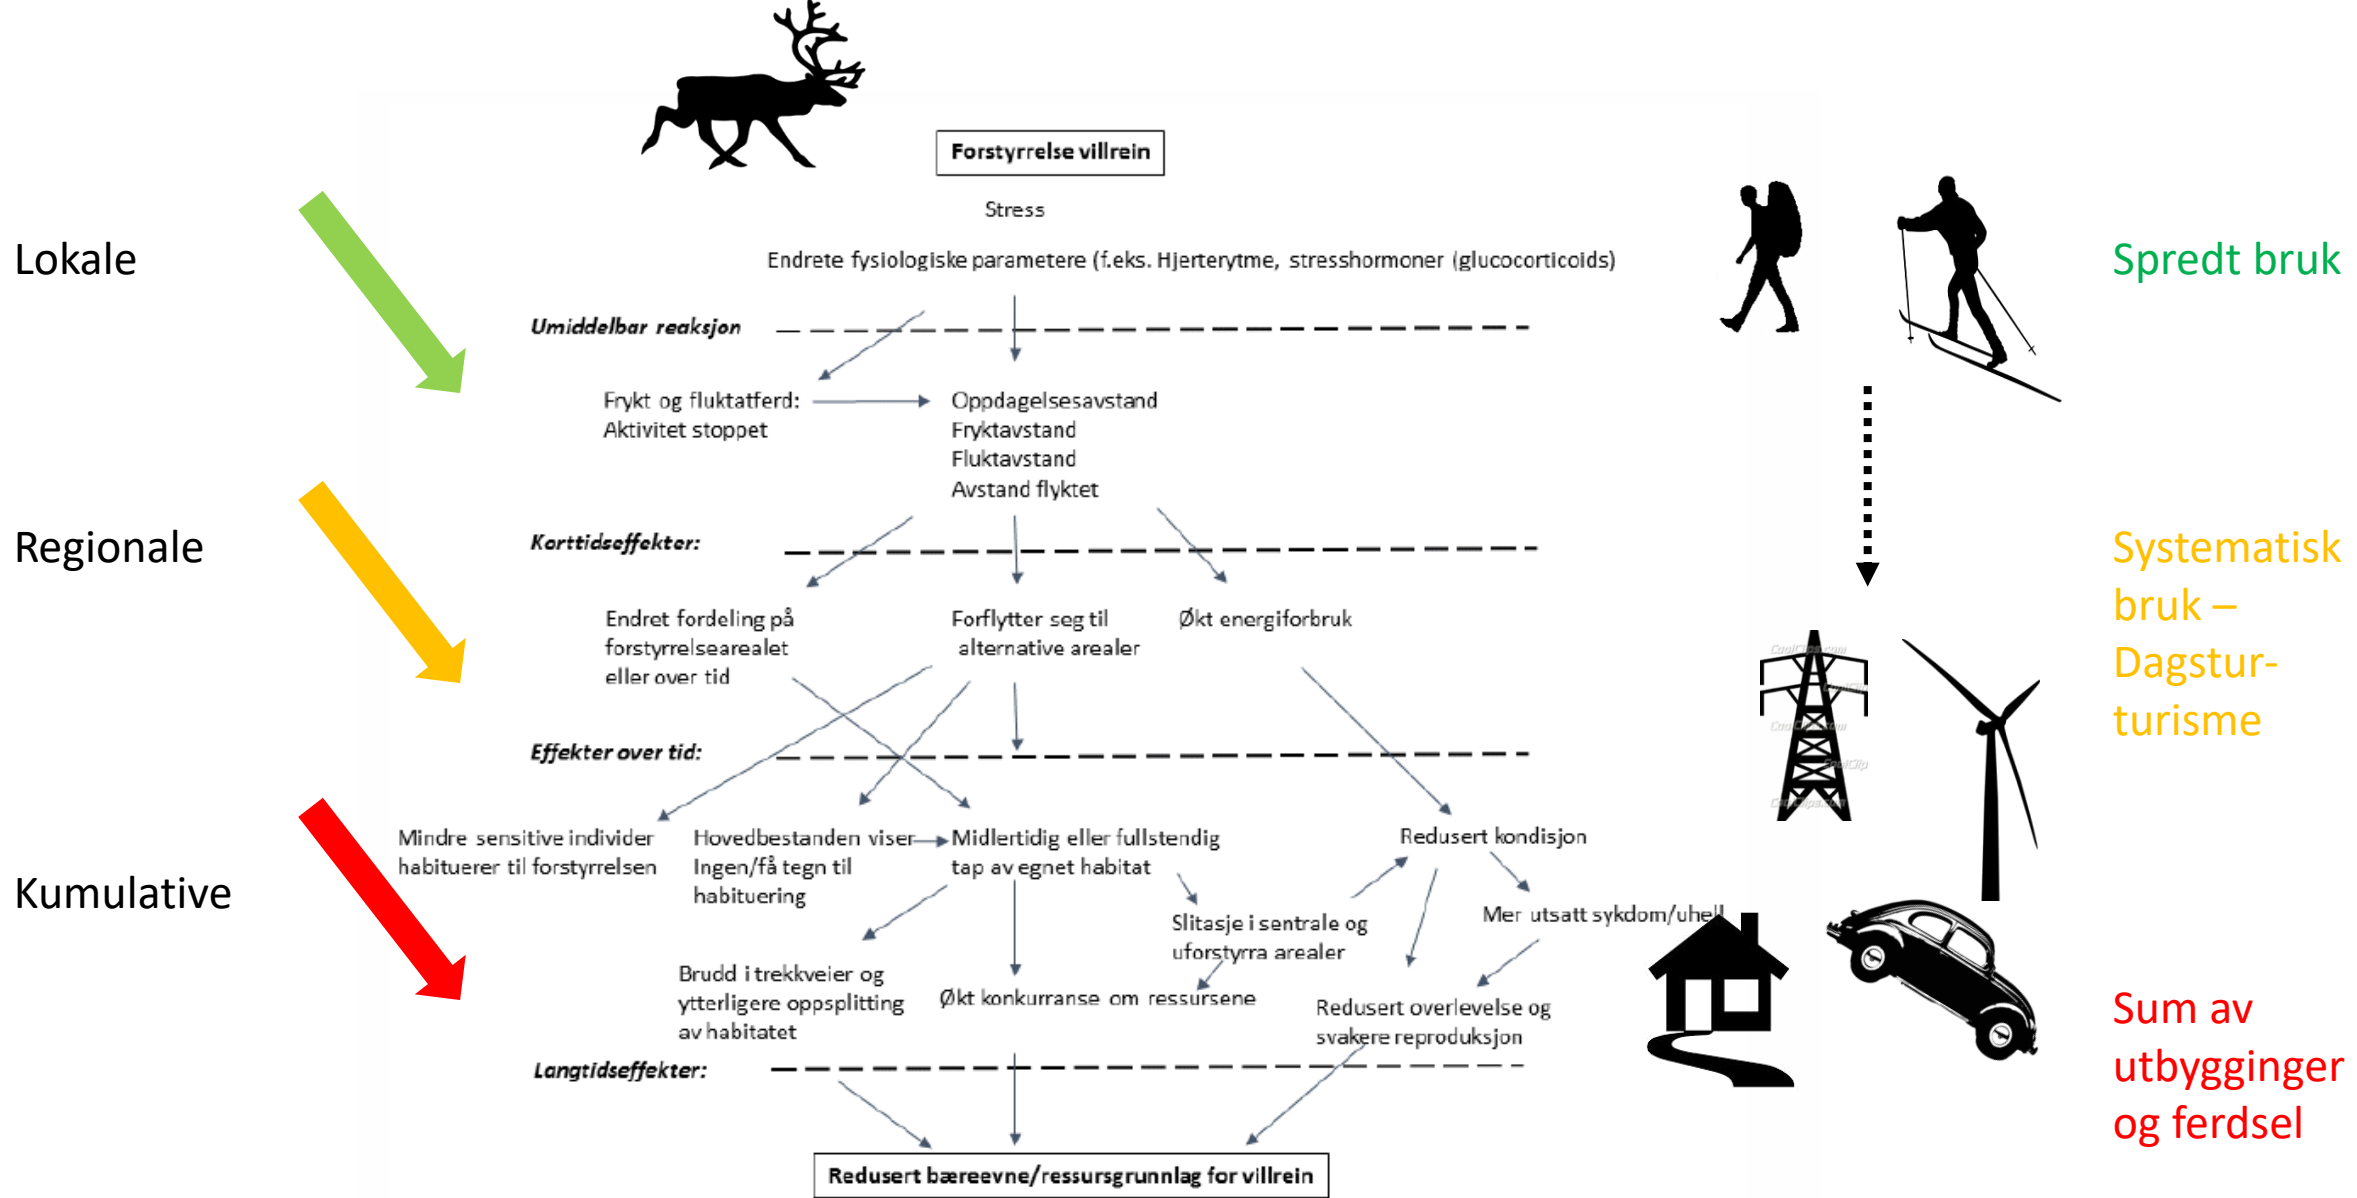 Forstyrrelse villrein
Stress
Lokale
Endrete fysiologiske parametere (f.eks. Hjerterytme, stresshormoner (glucocorticoids)
Spredt bruk
Umiddelbar reaksjon
Frykt og fluktatferd:
Aktivitet stoppet
Oppdagelsesavstand
Fryktavstand
Fluktavstand
Avstand flyktet
Regionale
Korttidseffekter:
Systematisk
bruk –
Dagstur-
turisme
Endret fordeling på
forstyrrelsearealet
eller over tid
Forflytter seg til
alternative arealer
Økt energiforbruk
CoolClips.com
Effekter over tid:
Mindre sensitive individer
habituerer til forstyrrelsen
Hovedbestanden viser
Ingen/få tegn til
habituering
Midlertidig eller fullstendig
tap av egnet habitat
Redusert kondisjon
Kumulative
Slitasje i sentrale og
uforstyrra arealer
Mer utsatt sykdom/uhell
Brudd i trekkveier og
ytterligere oppsplitting
av habitatet
Økt konkurranse om ressursene
Redusert overlevelse og
svakere reproduksjon
Sum av
utbygginger
og ferdsel
Langtidseffekter:
Redusert bæreevne/ressursgrunnlag for villrein